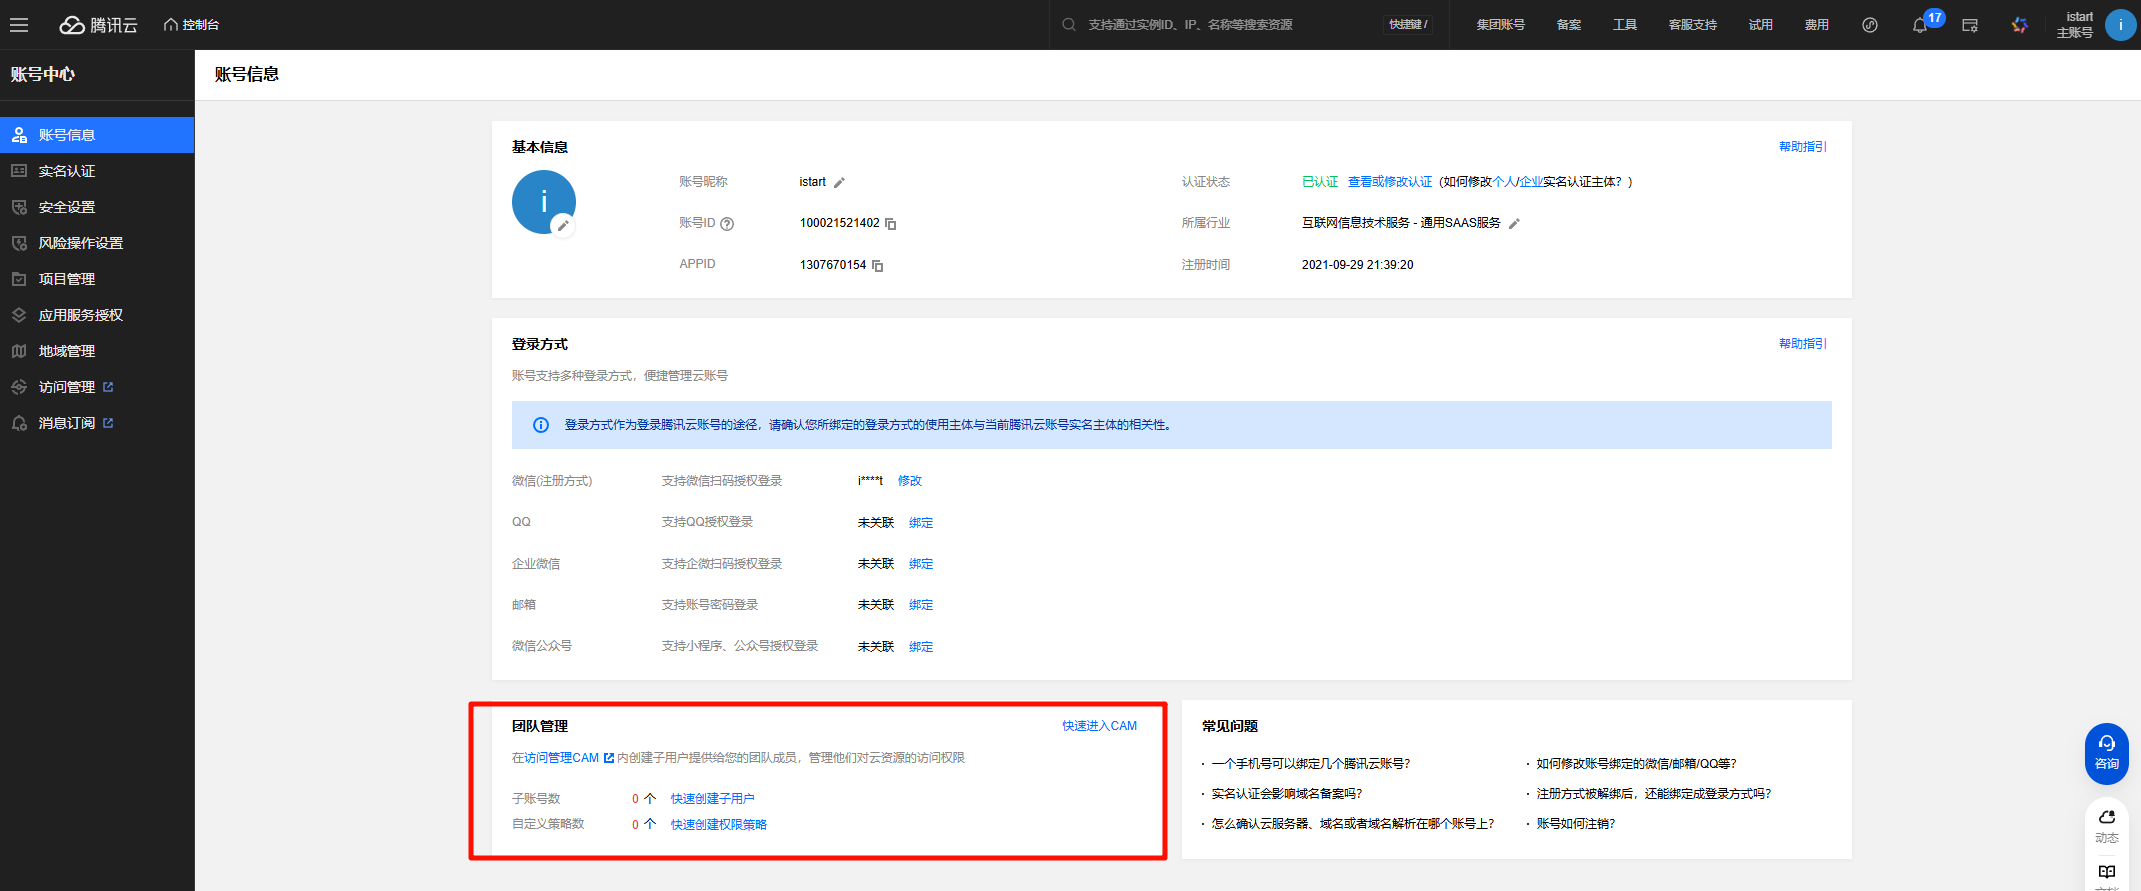 腾讯云
控制台
支持通过实例ID、IP、名称等搜索资源
快捷键 /
集团账号
备案
工具
客服支持
试用
费用
17
istart
主账号
i
账号中心
账号信息
实名认证
安全设置
风险操作设置
项目管理
应用服务授权
地域管理
访问管理
消息订阅
账号信息
基本信息
帮助指引
i
账号昵称 istart
账号ID 100021521402
APPID 1307670154
认证状态 已认证 查看或修改认证 (如何修改个人/企业实名认证主体？)
所属行业 互联网信息技术服务 - 通用SAAS服务
注册时间 2021-09-29 21:39:20
登录方式
帮助指引
账号支持多种登录方式，便捷管理云账号
登录方式作为登录腾讯云账号的途径，请确认您所绑定的登录方式的使用主体与当前腾讯云账号实名主体的相关性。
微信(注册方式) 支持微信扫码授权登录 i****t 修改
QQ 支持QQ授权登录 未关联 绑定
企业微信 支持企微扫码授权登录 未关联 绑定
邮箱 支持账号密码登录 未关联 绑定
微信公众号 支持小程序、公众号授权登录 未关联 绑定
团队管理
快速进入CAM
在访问管理CAM 内创建子用户提供给您的团队成员，管理他们对云资源的访问权限
子账号数 0 个 快速创建子用户
自定义策略数 0 个 快速创建权限策略
常见问题
· 一个手机号可以绑定几个腾讯云账号？
· 实名认证会影响域名备案吗？
· 怎么确认云服务器、域名或者域名解析在哪个账号上？
· 如何修改账号绑定的微信/邮箱/QQ等？
· 注册方式被解绑后，还能绑定成登录方式吗？
· 账号如何注销？
咨询
动态